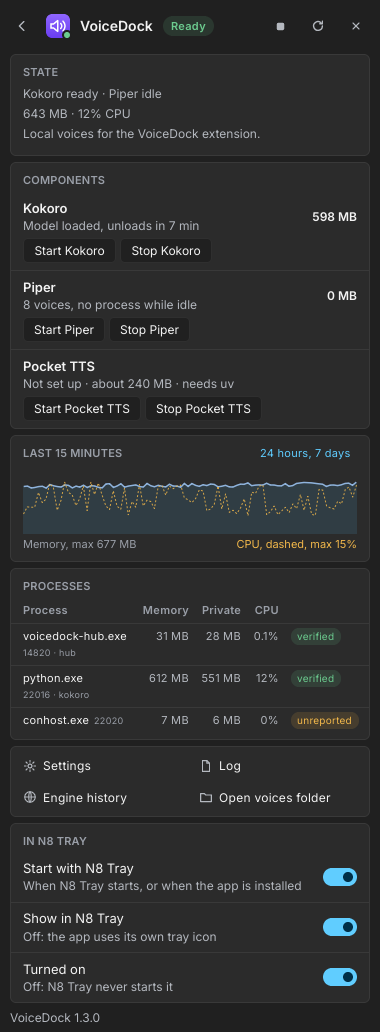 VoiceDock Ready
STATE
Kokoro ready · Piper idle
643 MB · 12% CPU
Local voices for the VoiceDock extension.
COMPONENTS
Kokoro
Model loaded, unloads in 7 min
598 MB
Start Kokoro Stop Kokoro
Piper
8 voices, no process while idle
0 MB
Start Piper Stop Piper
Pocket TTS
Not set up · about 240 MB · needs uv
Start Pocket TTS Stop Pocket TTS
LAST 15 MINUTES 24 hours, 7 days
Memory, max 677 MB CPU, dashed, max 15%
PROCESSES
Process Memory Private CPU
voicedock-hub.exe 31 MB 28 MB 0.1% verified
14820 · hub
python.exe 612 MB 551 MB 12% verified
22016 · kokoro
conhost.exe 22020 7 MB 6 MB 0% unreported
Settings Log
Engine history Open voices folder
IN N8 TRAY
Start with N8 Tray
When N8 Tray starts, or when the app is installed
Show in N8 Tray
Off: the app uses its own tray icon
Turned on
Off: N8 Tray never starts it
VoiceDock 1.3.0